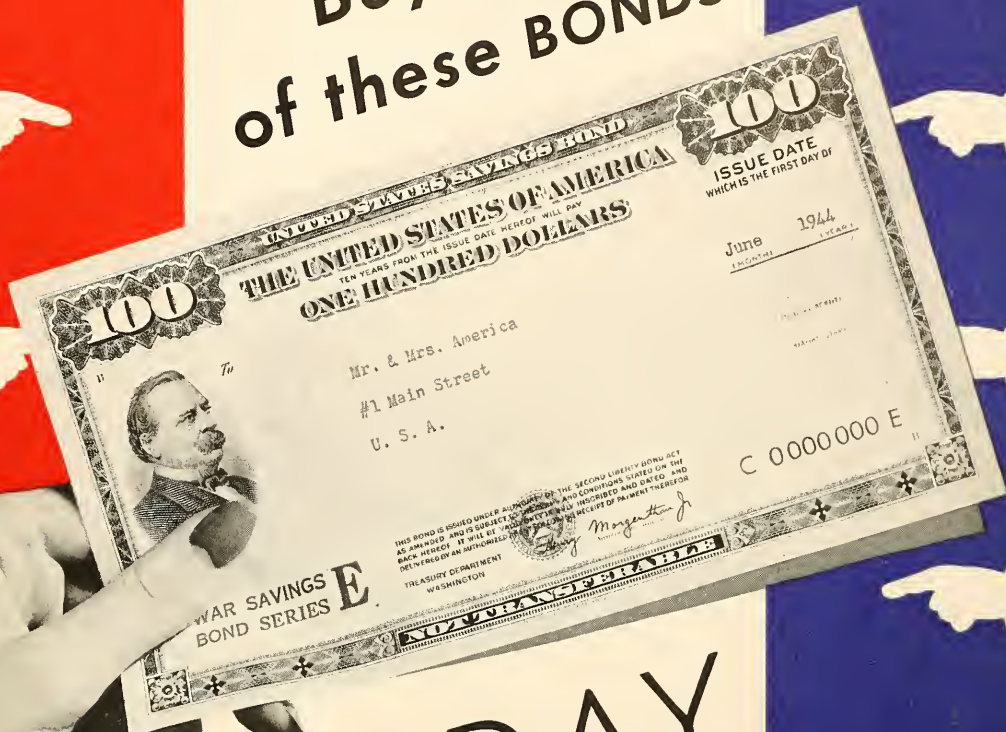 of these BONDS
UNITED STATES SAVINGS BOND
100
THE UNITED STATES OF AMERICA
TEN YEARS FROM THE ISSUE DATE HEREOF WILL PAY
ONE HUNDRED DOLLARS
100
ISSUE DATE
WHICH IS THE FIRST DAY OF
June 1944
(MONTH) (YEAR)
To
Mr. & Mrs. America
#1 Main Street
U. S. A.
C 0000000 E
THIS BOND IS ISSUED UNDER AUTHORITY OF THE SECOND LIBERTY BOND ACT
AS AMENDED AND IS SUBJECT TO THE TERMS AND CONDITIONS STATED ON THE
BACK HEREOF. IT WILL BE VALID ONLY IF DULY INSCRIBED AND DATED AND
DELIVERED BY AN AUTHORIZED RECEIPT OF PAYMENT THEREFOR
Henry Morgenthau Jr
TREASURY DEPARTMENT
WASHINGTON
WAR SAVINGS
BOND SERIES E
NOT TRANSFERABLE
DAY